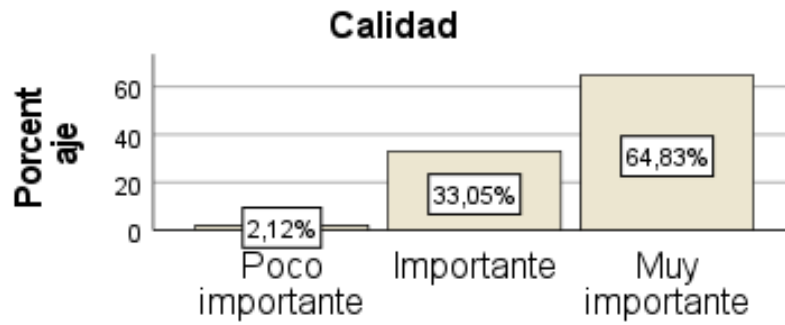 Calidad
Porcent
aje
60
40
20
0
64,83%
33,05%
2,12%
Poco
importante
Importante
Muy
importante